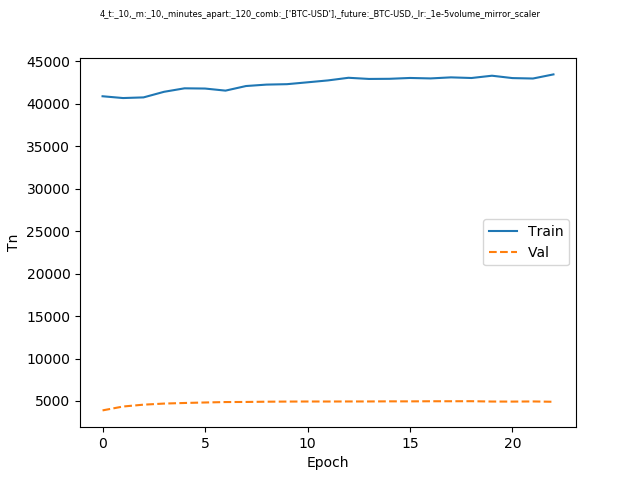 4_t:_10,_m:_10,_minutes_apart:_120_comb:_['BTC-USD'],_future:_BTC-USD,_lr:_1e-5volume_mirror_scaler
45000
40000
35000
30000
25000
20000
15000
10000
5000
Tn
Train
Val
0 5 10 15 20
Epoch